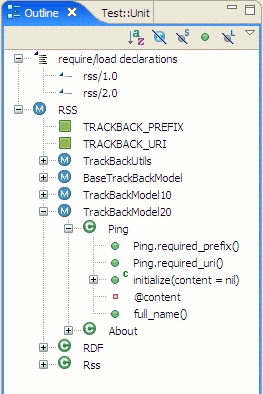 Outline
Test::Unit
require/load declarations
rss/1.0
rss/2.0
RSS
TRACKBACK_PREFIX
TRACKBACK_URI
TrackBackUtils
BaseTrackBackModel
TrackBackModel10
TrackBackModel20
Ping
Ping.required_prefix()
Ping.required_uri()
initialize(content = nil)
@content
full_name()
About
RDF
Rss